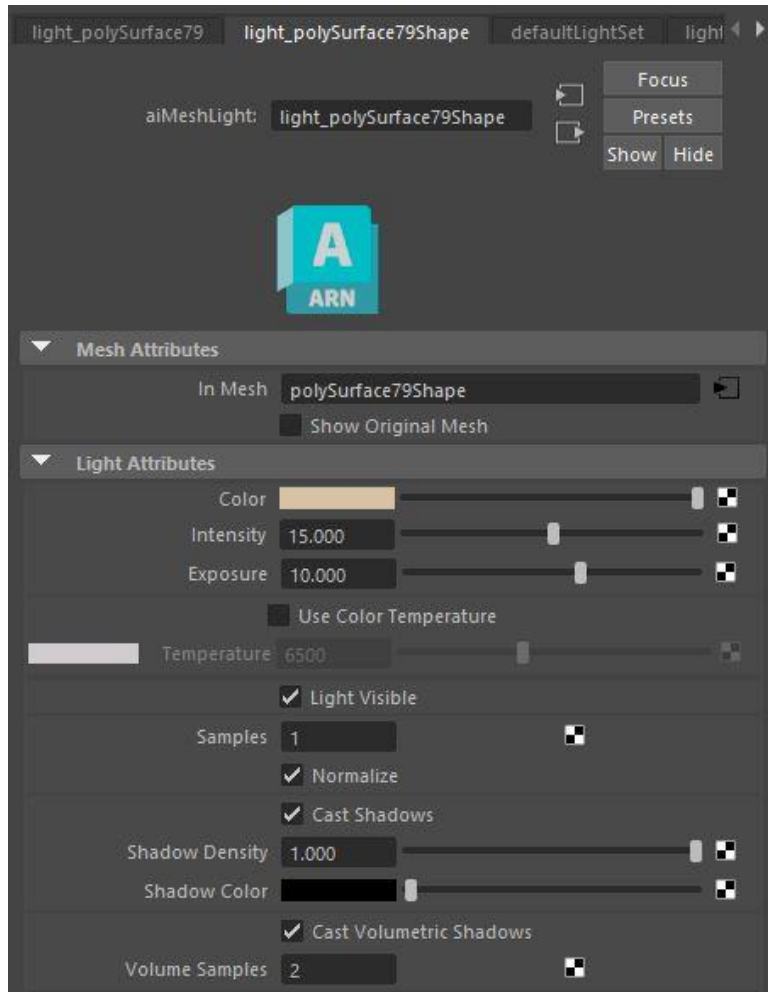 light_polySurface79 light_polySurface79Shape defaultLightSet light
Focus
aiMeshLight: light_polySurface79Shape Presets
Show Hide
A
ARN
Mesh Attributes
In Mesh polySurface79Shape
Show Original Mesh
Light Attributes
Color
Intensity 15.000
Exposure 10.000
Use Color Temperature
Temperature 6500
Light Visible
Samples 1
Normalize
Cast Shadows
Shadow Density 1.000
Shadow Color
Cast Volumetric Shadows
Volume Samples 2